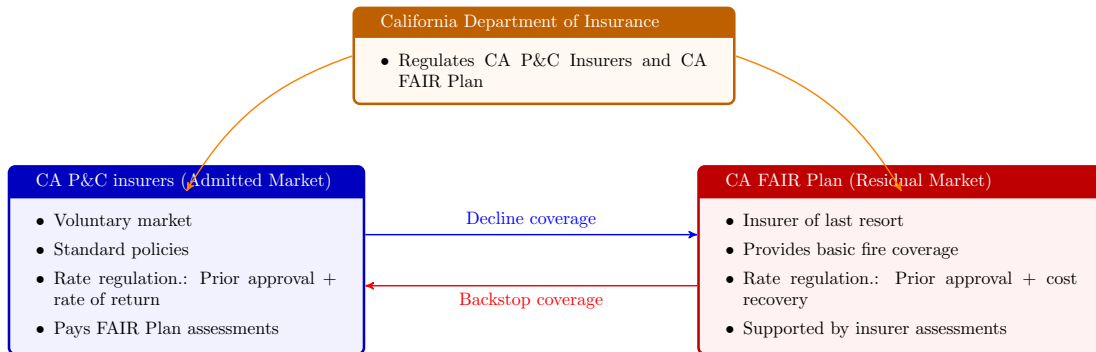 California Department of Insurance
• Regulates CA P&C Insurers and CA
FAIR Plan
CA P&C insurers (Admitted Market)
• Voluntary market
• Standard policies
• Rate regulation.: Prior approval +
rate of return
• Pays FAIR Plan assessments
Decline coverage
Backstop coverage
CA FAIR Plan (Residual Market)
• Insurer of last resort
• Provides basic fire coverage
• Rate regulation.: Prior approval + cost
recovery
• Supported by insurer assessments